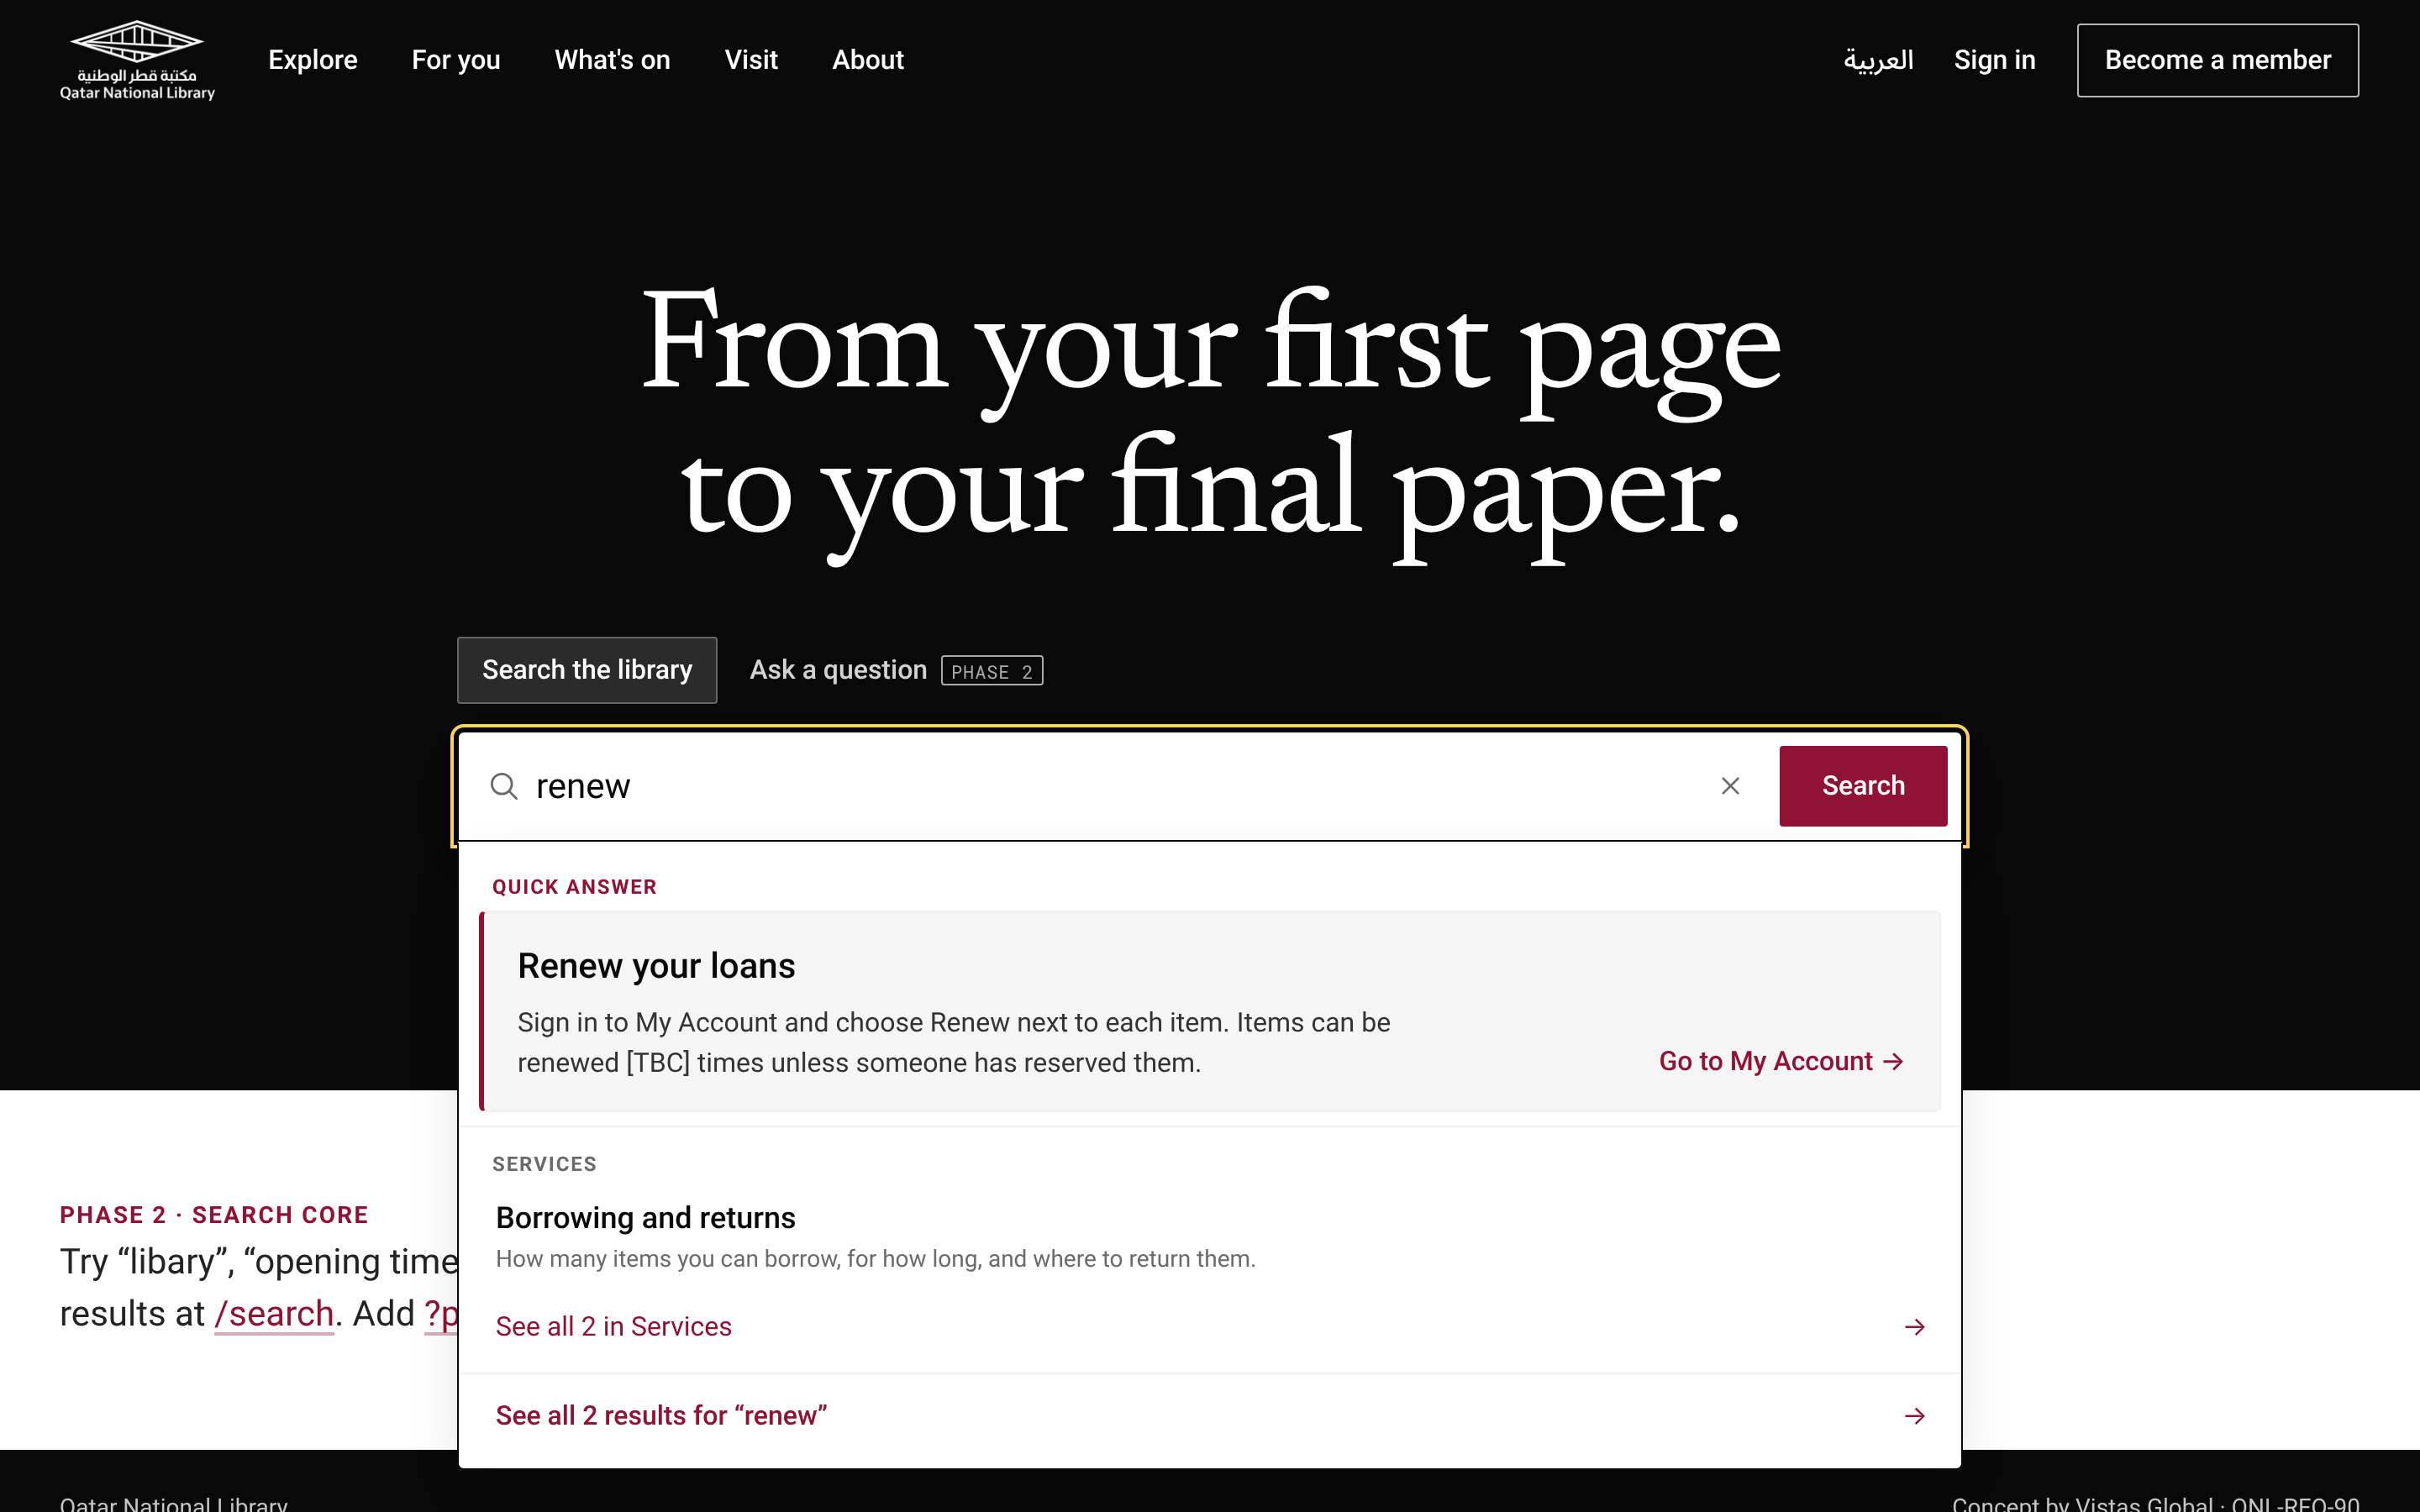 مكتبة قطر الوطنية
Qatar National Library
Explore
For you
What's on
Visit
About
العربية
Sign in
Become a member
From your first page
to your final paper.
Search the library
Ask a question
PHASE 2
renew
Search
QUICK ANSWER
Renew your loans
Sign in to My Account and choose Renew next to each item. Items can be
renewed [TBC] times unless someone has reserved them.
Go to My Account →
SERVICES
Borrowing and returns
How many items you can borrow, for how long, and where to return them.
See all 2 in Services →
See all 2 results for “renew” →
PHASE 2 · SEARCH CORE
Try “libary”, “opening time
results at /search. Add ?p
Qatar National Library
Concept by Vistas Global · QNL-RFQ-90